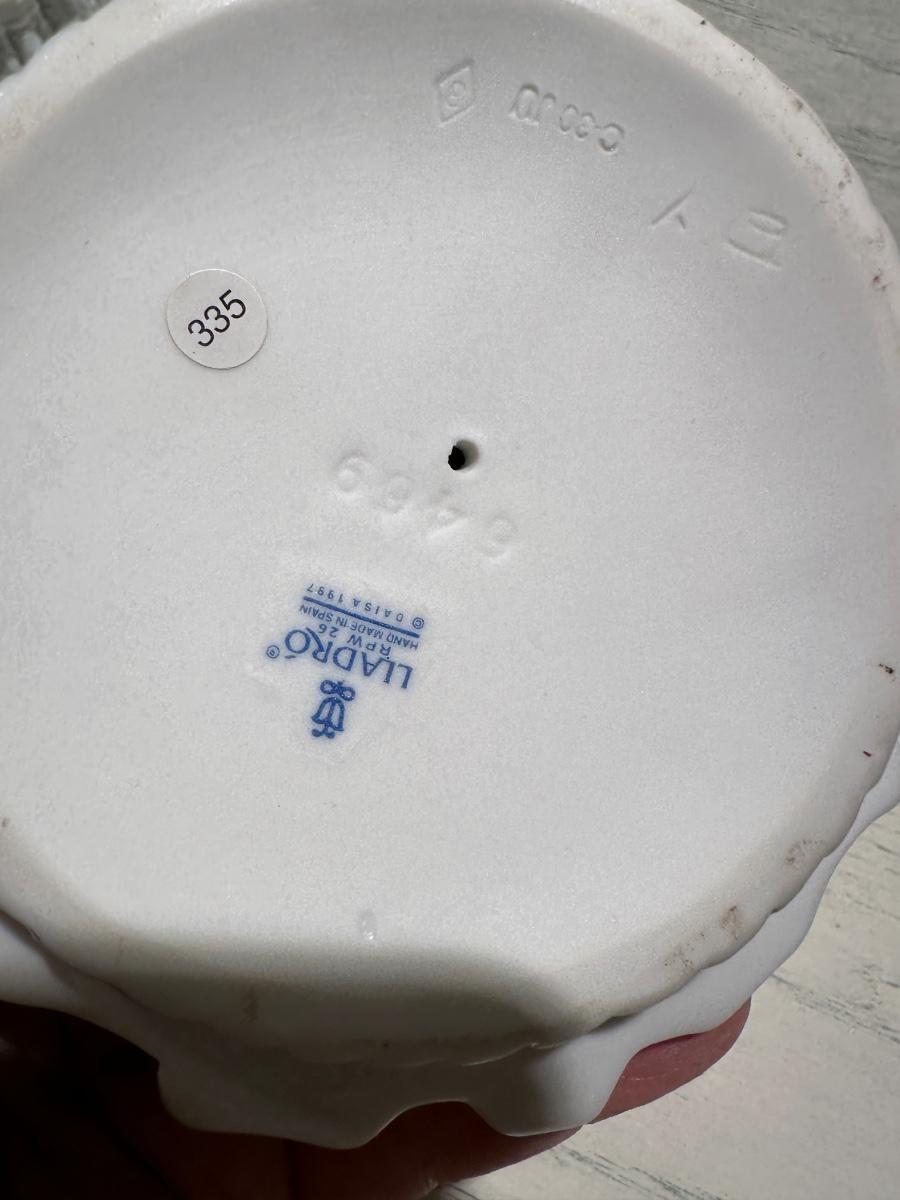 335
6469
LLADRÓ®
RPW 26
HAND MADE IN SPAIN
© DAISA 1997